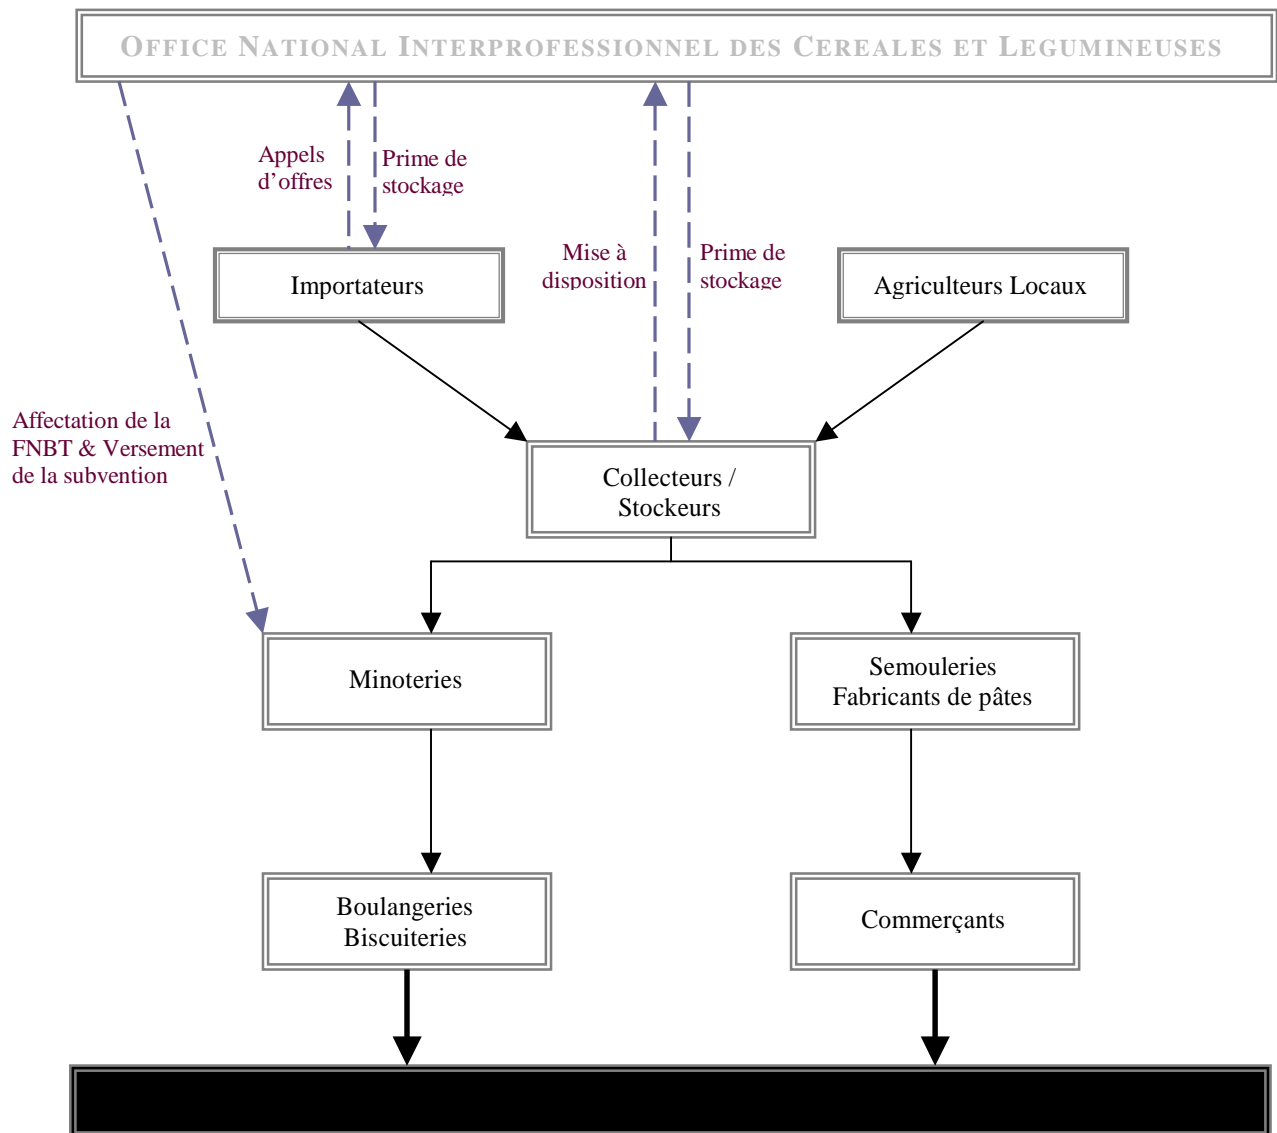 OFFICE NATIONAL INTERPROFESSIONNEL DES CEREALES ET LEGUMINEUSES
Appels
d’offres
Prime de
stockage
Importateurs
Mise à
disposition
Prime de
stockage
Agriculteurs Locaux
Affectation de la
FNBT & Versement
de la subvention
Collecteurs /
Stockeurs
Minoteries
Semouleries
Fabricants de pâtes
Boulangeries
Biscuiteries
Commerçants